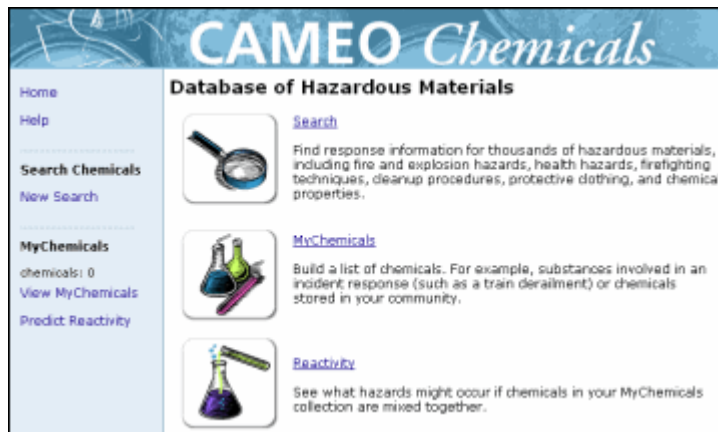 CAMEO Chemicals
Home
Help
Search Chemicals
New Search
MyChemicals
chemicals: 0
View MyChemicals
Predict Reactivity
Database of Hazardous Materials
Search
Find response information for thousands of hazardous materials,
including fire and explosion hazards, health hazards, firefighting
techniques, cleanup procedures, protective clothing, and chemica
properties.
MyChemicals
Build a list of chemicals. For example, substances involved in an
incident response (such as a train derailment) or chemicals
stored in your community.
Reactivity
See what hazards might occur if chemicals in your MyChemicals
collection are mixed together.